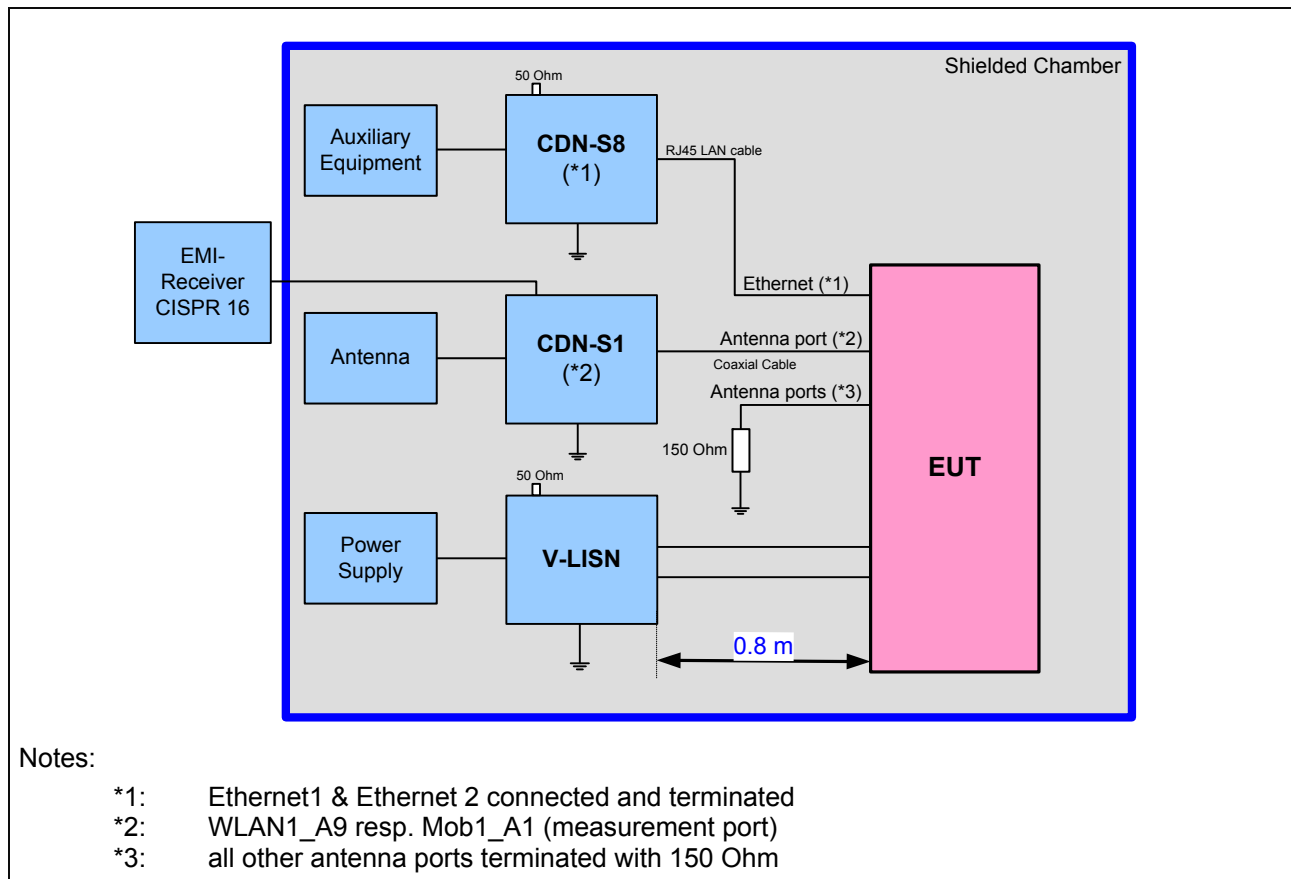 Shielded Chamber
50 Ohm
Auxiliary
Equipment
CDN-S8
(*1)
RJ45 LAN cable
EMI-
Receiver
CISPR 16
Ethernet (*1)
Antenna
CDN-S1
(*2)
Antenna port (*2)
Coaxial Cable
Antenna ports (*3)
150 Ohm
EUT
50 Ohm
Power
Supply
V-LISN
0.8 m
Notes:
*1: Ethernet1 & Ethernet 2 connected and terminated
*2: WLAN1_A9 resp. Mob1_A1 (measurement port)
*3: all other antenna ports terminated with 150 Ohm